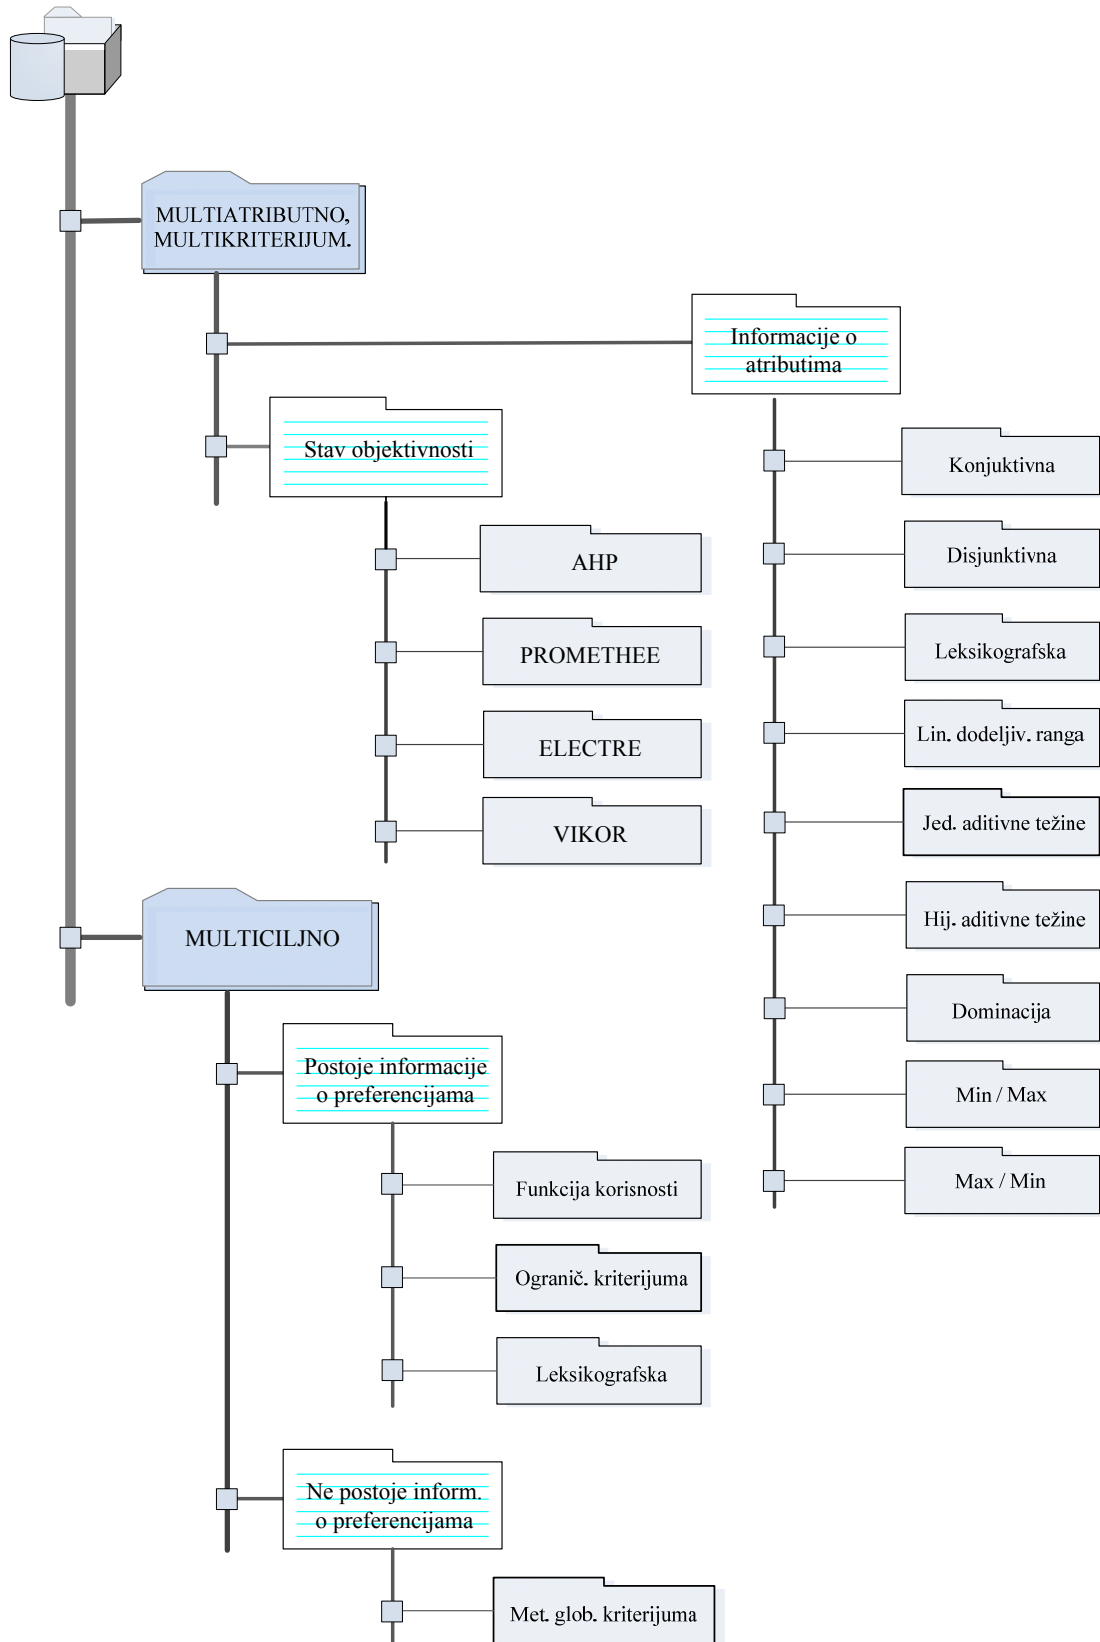 MULTIATRIBUTNO,
MULTIKRITERIJUM.
Informacije o
atributima
Stav objektivnosti
AHP
PROMETHEE
ELECTRE
VIKOR
Konjuktivna
Disjunktivna
Leksikografska
Lin. dodeljiv. ranga
Jed. aditivne težine
Hij. aditivne težine
Dominacija
Min / Max
Max / Min
MULTICILJNO
Postoje informacije
o preferencijama
Funkcija korisnosti
Ogranič. kriterijuma
Leksikografska
Ne postoje inform.
o preferencijama
Met. glob. kriterijuma